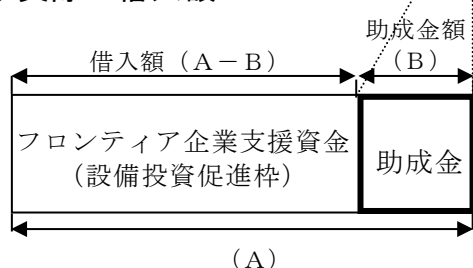 助成金額
借入額（Ａ－Ｂ）
（Ｂ）
フロンティア企業支援資金
（設備投資促進枠）
助成金
（Ａ）